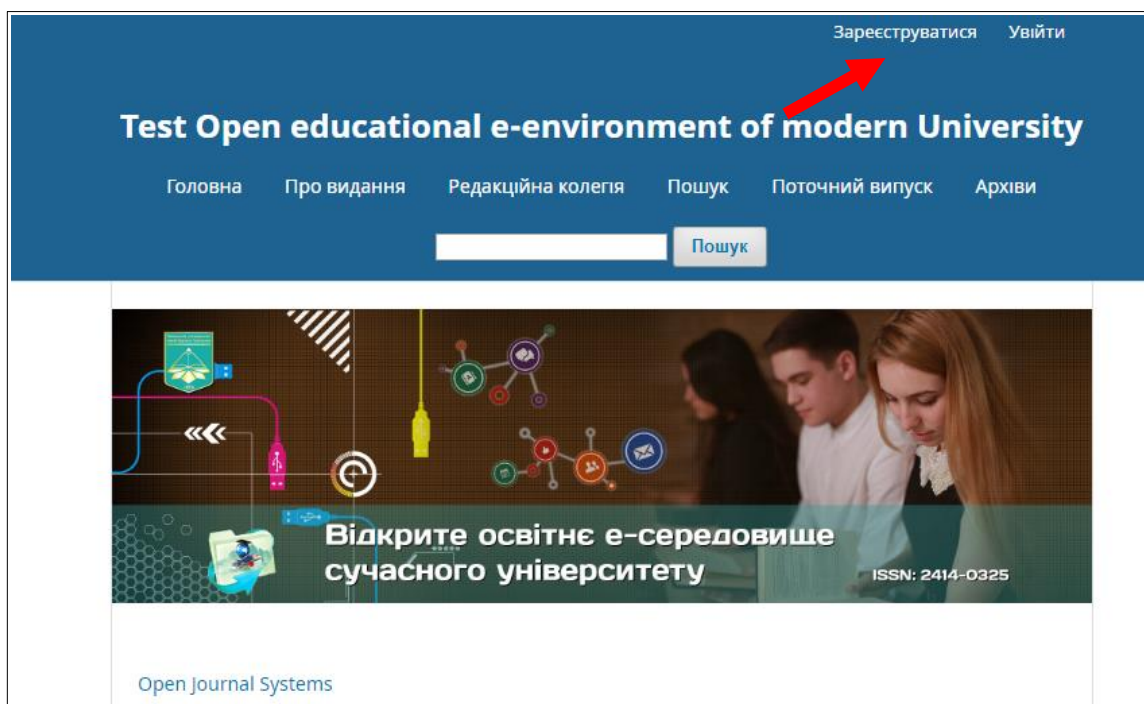 Зареєструватися Увійти
Test Open educational e-environment of modern University
Головна Про видання Редакційна колегія Пошук Поточний випуск Архіви
Пошук
Відкрите освітнє е-середовище
сучасного університету
ISSN: 2414-0325
Open Journal Systems